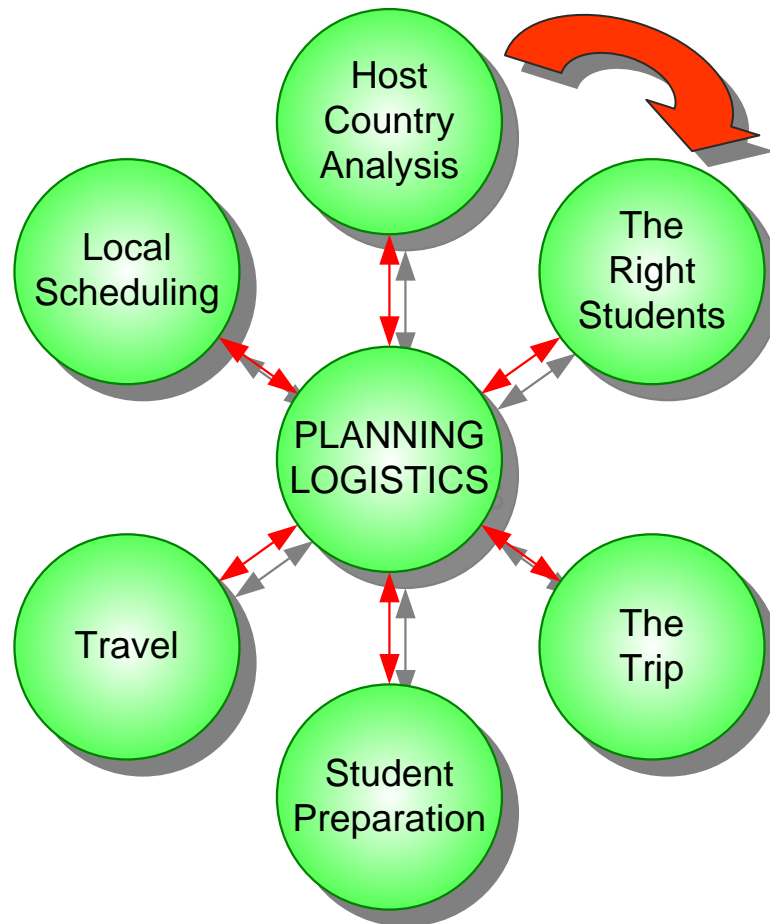 Host
Country
Analysis
The
Right
Students
Local
Scheduling
PLANNING
LOGISTICS
The
Trip
Travel
Student
Preparation